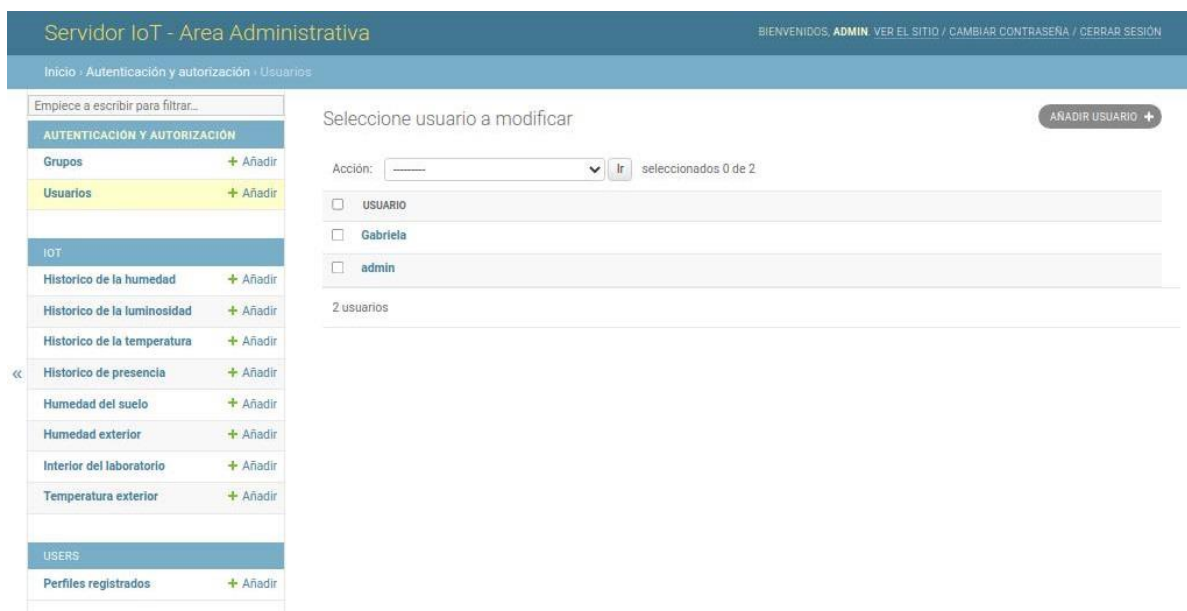 Servidor IoT - Area Administrativa
BIENVENIDOS, ADMIN. VER EL SITIO / CAMBIAR CONTRASEÑA / CERRAR SESIÓN
Inicio › Autenticación y autorización › Usuarios
Empiece a escribir para filtrar...
AUTENTICACIÓN Y AUTORIZACIÓN
Grupos + Añadir
Usuarios + Añadir
IOT
Historico de la humedad + Añadir
Historico de la luminosidad + Añadir
Historico de la temperatura + Añadir
« Historico de presencia + Añadir
Humedad del suelo + Añadir
Humedad exterior + Añadir
Interior del laboratorio + Añadir
Temperatura exterior + Añadir
USERS
Perfiles registrados + Añadir
Seleccione usuario a modificar
AÑADIR USUARIO +
Acción: --------- Ir seleccionados 0 de 2
USUARIO
Gabriela
admin
2 usuarios